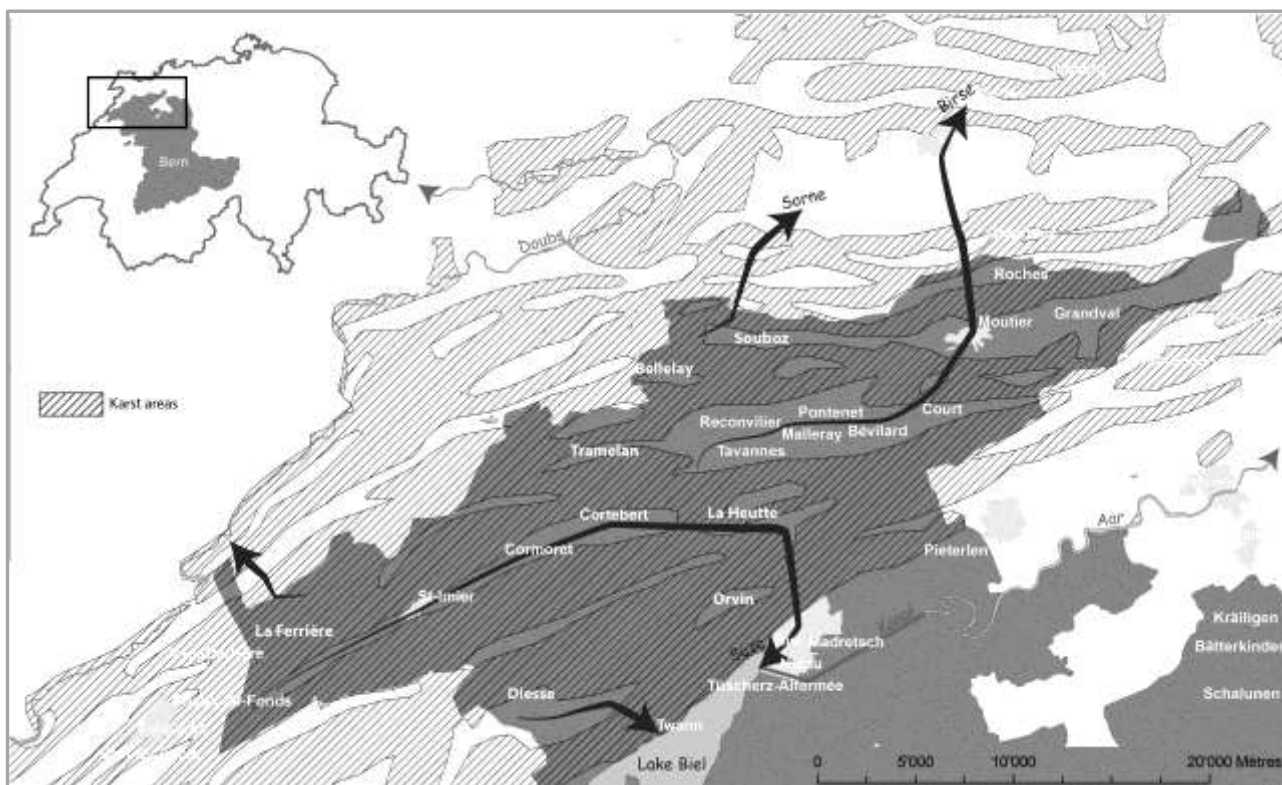 Birse
Bern
Sorne
Doubs
Roches
Grandval
Moutier
Souboz
Bellelay
Karst areas
Pontenet
Court
Reconvilier
Malleray
Bévilard
Tramelan
Tavannes
Cortebert
La Heutte
Aar
Cormoret
Pieterlen
St-Imier
Orvin
Kräiligen
La Ferrière
Madretsch
Bätterkinden
Tüscherz-Alfermée
Diesse
Schalunen
Twann
Lake Biel
0 5'000 10'000 20'000 Mètres